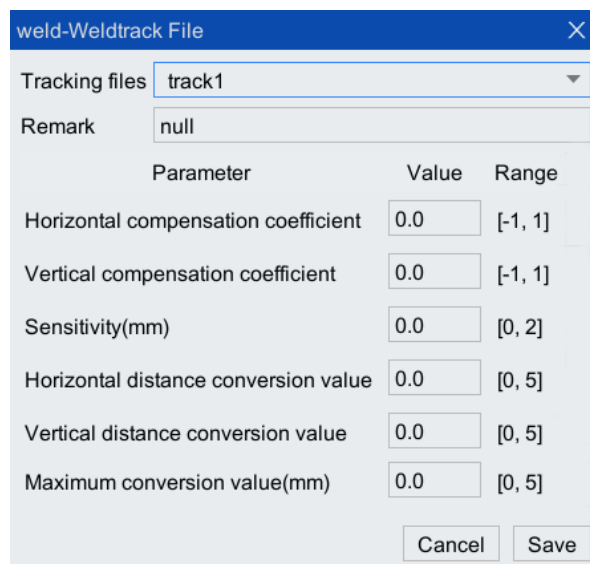 weld-Weldtrack File
Tracking files track1
Remark null
Parameter Value Range
Horizontal compensation coefficient 0.0 [-1, 1]
Vertical compensation coefficient 0.0 [-1, 1]
Sensitivity(mm) 0.0 [0, 2]
Horizontal distance conversion value 0.0 [0, 5]
Vertical distance conversion value 0.0 [0, 5]
Maximum conversion value(mm) 0.0 [0, 5]
Cancel Save